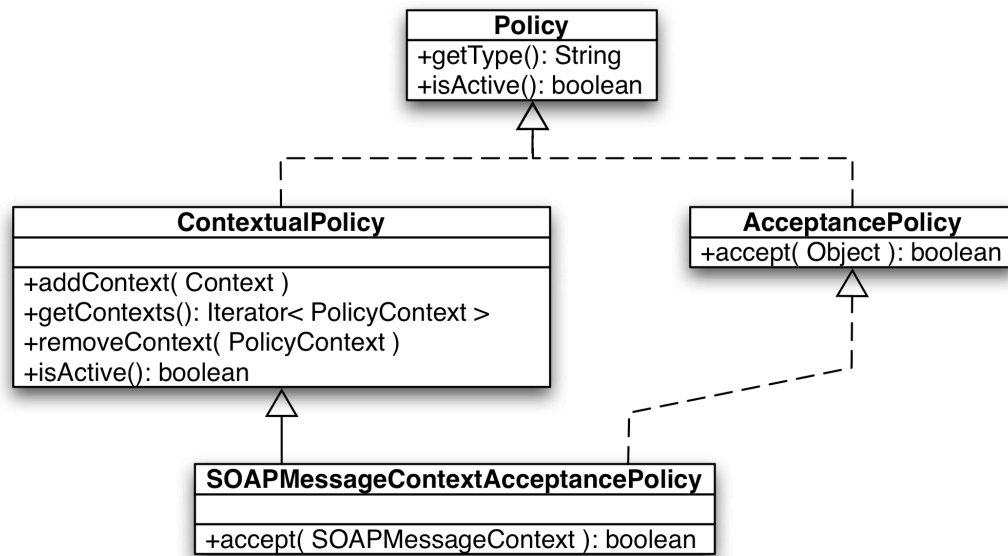 Policy
+getType(): String
+isActive(): boolean
ContextualPolicy
+addContext( Context )
+getContexts(): Iterator< PolicyContext >
+removeContext( PolicyContext )
+isActive(): boolean
AcceptancePolicy
+accept( Object ): boolean
SOAPMessageContextAcceptancePolicy
+accept( SOAPMessageContext ): boolean